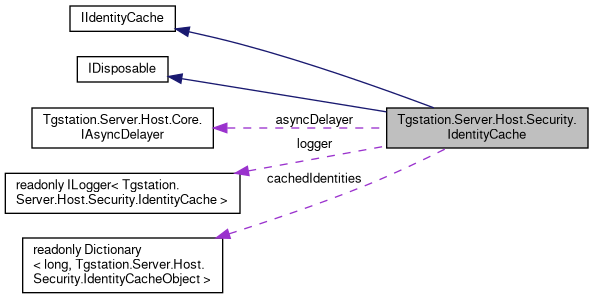 IIdentityCache
IDisposable
Tgstation.Server.Host.Core.
IAsyncDelayer
asyncDelayer
Tgstation.Server.Host.Security.
IdentityCache
logger
readonly ILogger< Tgstation.
Server.Host.Security.IdentityCache >
cachedIdentities
readonly Dictionary
< long, Tgstation.Server.Host.
Security.IdentityCacheObject >